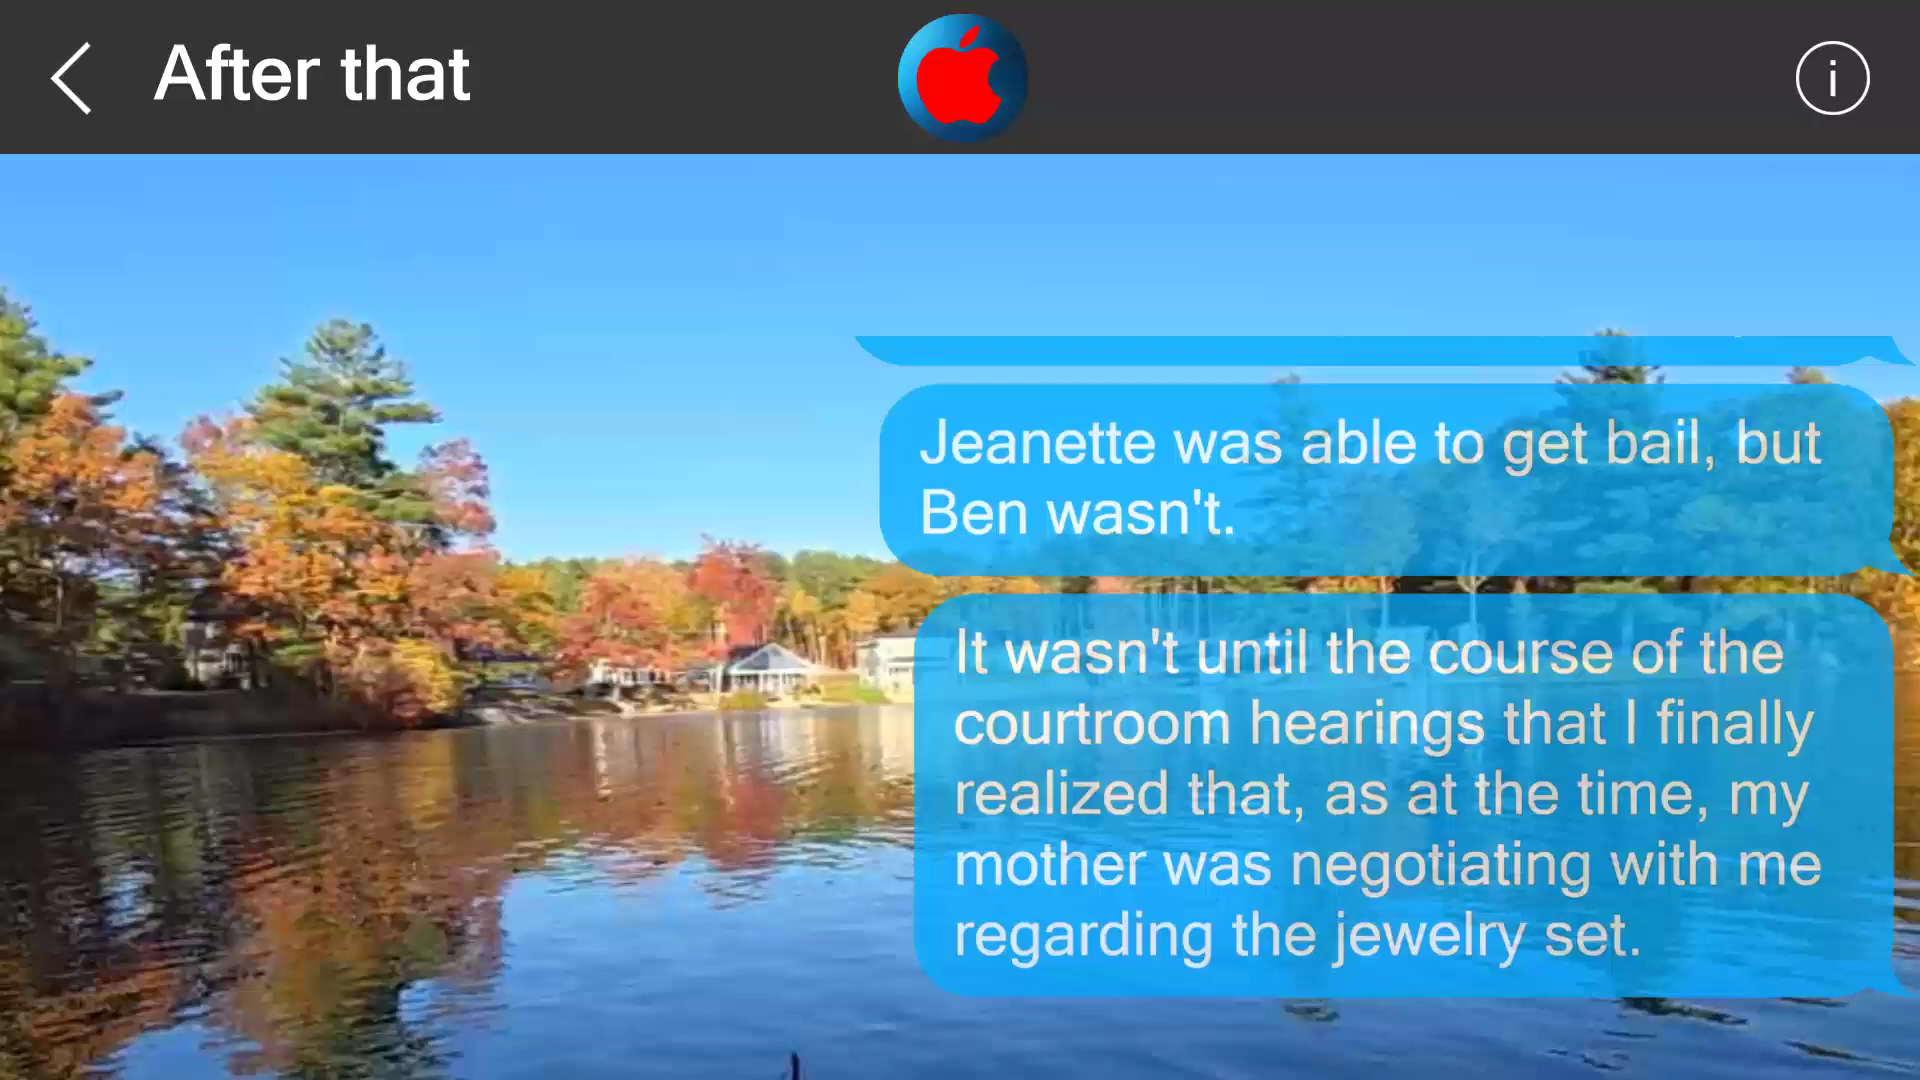 After that
i
Jeanette was able to get bail, but
Ben wasn't.
It wasn't until the course of the
courtroom hearings that I finally
realized that, as at the time, my
mother was negotiating with me
regarding the jewelry set.